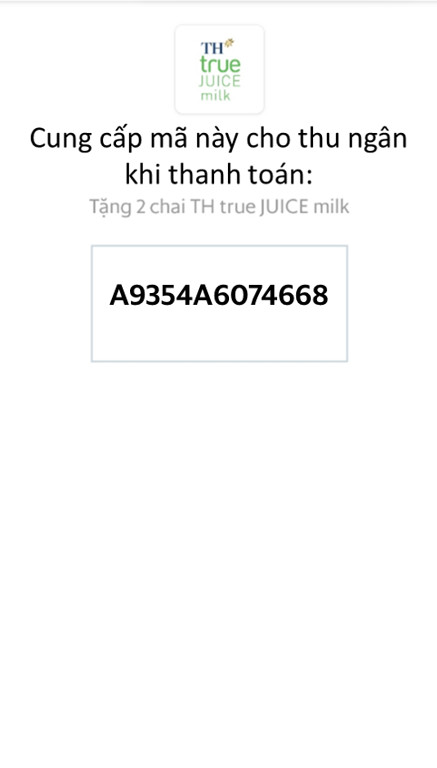 TH
true
JUICE
milk
Cung cấp mã này cho thu ngân
khi thanh toán:
Tặng 2 chai TH true JUICE milk
A9354A6074668